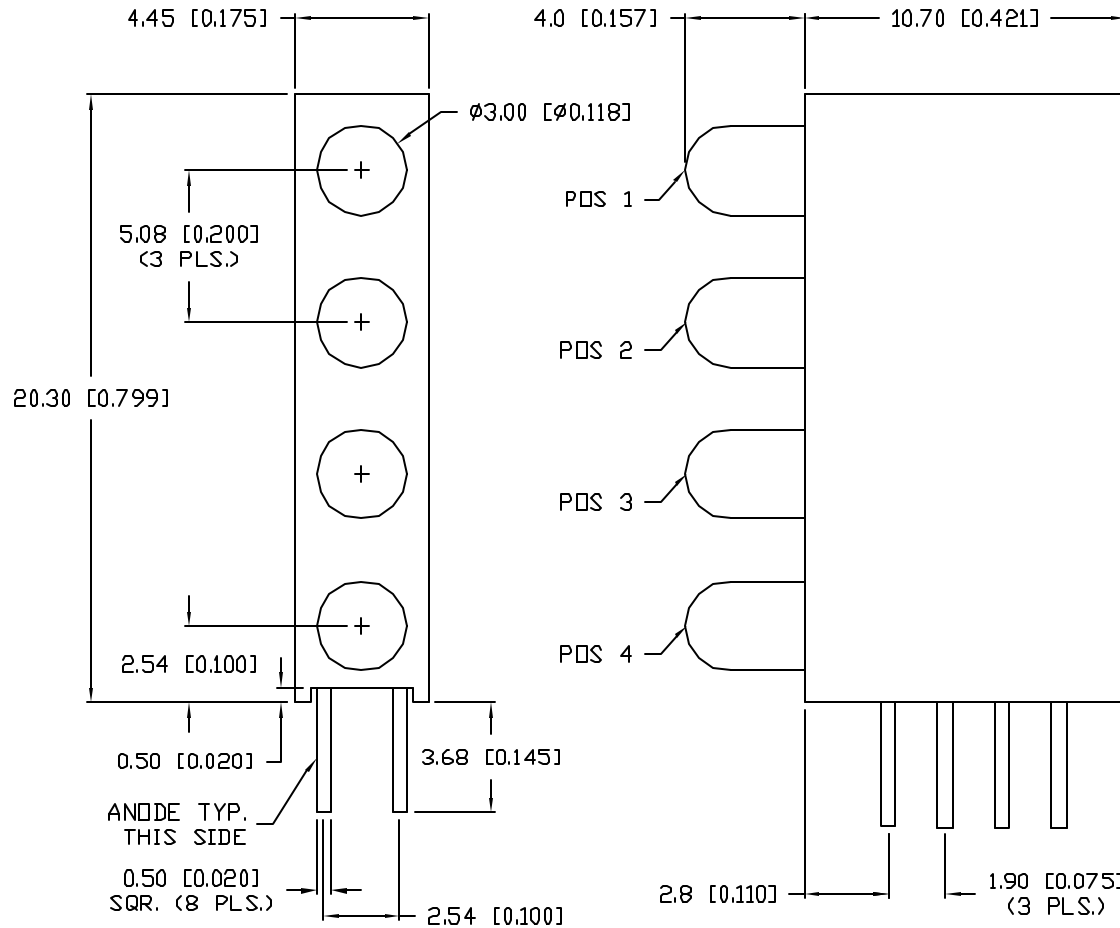 4.45 [0.175]
4.0 [0.157]
10.70 [0.421]
Ø3.00 [Ø0.118]
POS 1
5.08 [0.200]
(3 PLS.)
POS 2
20.30 [0.799]
POS 3
2.54 [0.100]
POS 4
0.50 [0.020]
3.68 [0.145]
ANODE TYP.
THIS SIDE
0.50 [0.020]
SQR. (8 PLS.)
2.54 [0.100]
2.8 [0.110]
1.90 [0.075]
(3 PLS.)